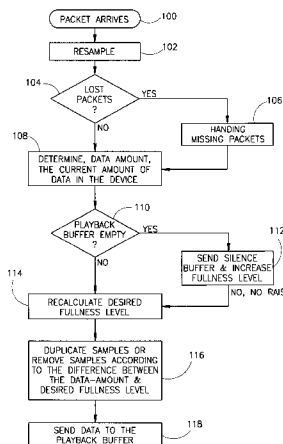 PACKET ARRIVES
100
RESAMPLE
102
104
LOST
PACKETS
?
YES
NO
106
HANDING
MISSING PACKETS
108
DETERMINE, DATA AMOUNT,
THE CURRENT AMOUNT OF
DATA IN THE DEVICE
110
PLAYBACK
BUFFER EMPTY
?
YES
NO
112
SEND SILENCE
BUFFER & INCREASE
FULLNESS LEVEL
NO, NO RAIS
114
RECALCULATE DESIRED
FULLNESS LEVEL
DUPLICATE SAMPLES OR
REMOVE SAMPLES ACCORDING
TO THE DIFFERENCE BETWEEN
THE DATA-AMOUNT &
DESIRED FULLNESS LEVEL
116
SEND DATA TO THE
PLAYBACK BUFFER
118